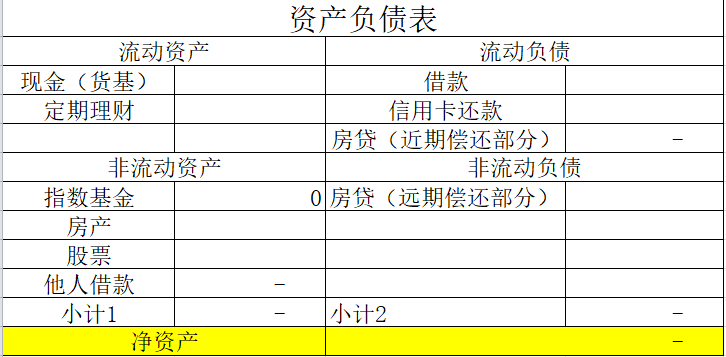 资产负债表
流动资产 流动负债
现金（货基） 借款
定期理财 信用卡还款
房贷（近期偿还部分） -
非流动资产 非流动负债
指数基金 0 房贷（远期偿还部分）
房产
股票
他人借款 -
小计1 - 小计2 -
净资产 -